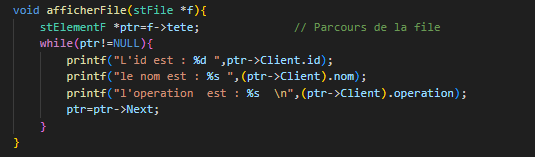 void afficherFile(stFile *f){
    stElementF *ptr=f->tete;             // Parcours de la file
    while(ptr!=NULL){
        printf("L'id est : %d ",ptr->Client.id);
        printf("le nom est : %s ",(ptr->Client).nom);
        printf("l'operation  est : %s  \n",(ptr->Client).operation);
        ptr=ptr->Next;
    }
}